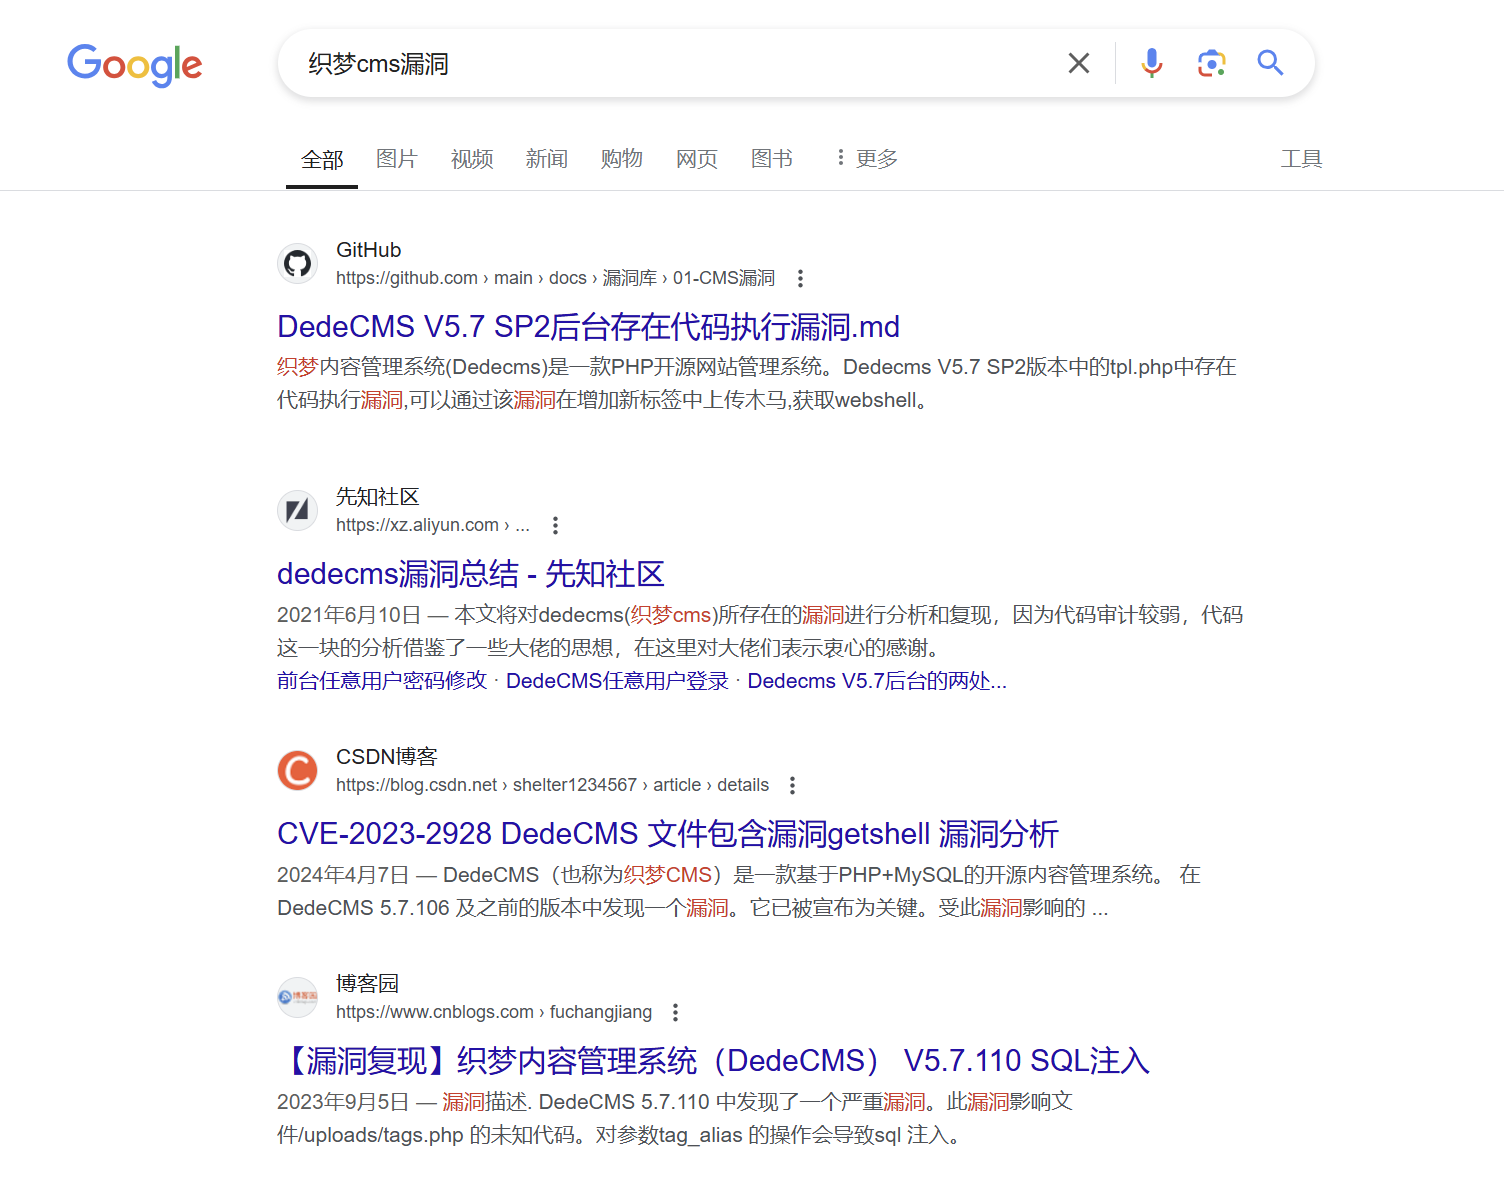 Google
织梦cms漏洞
全部 图片 视频 新闻 购物 网页 图书 更多 工具
GitHub
https://github.com › main › docs › 漏洞库 › 01-CMS漏洞
DedeCMS V5.7 SP2后台存在代码执行漏洞.md
织梦内容管理系统(Dedecms)是一款PHP开源网站管理系统。Dedecms V5.7 SP2版本中的tpl.php中存在
代码执行漏洞,可以通过该漏洞在增加新标签中上传木马,获取webshell。
先知社区
https://xz.aliyun.com › ...
dedecms漏洞总结 - 先知社区
2021年6月10日 — 本文将对dedecms(织梦cms)所存在的漏洞进行分析和复现，因为代码审计较弱，代码
这一块的分析借鉴了一些大佬的思想，在这里对大佬们表示衷心的感谢。
前台任意用户密码修改 · DedeCMS任意用户登录 · Dedecms V5.7后台的两处...
CSDN博客
https://blog.csdn.net › shelter1234567 › article › details
CVE-2023-2928 DedeCMS 文件包含漏洞getshell 漏洞分析
2024年4月7日 — DedeCMS（也称为织梦CMS）是一款基于PHP+MySQL的开源内容管理系统。 在
DedeCMS 5.7.106 及之前的版本中发现一个漏洞。它已被宣布为关键。受此漏洞影响的 ...
博客园
https://www.cnblogs.com › fuchangjiang
【漏洞复现】织梦内容管理系统（DedeCMS） V5.7.110 SQL注入
2023年9月5日 — 漏洞描述. DedeCMS 5.7.110 中发现了一个严重漏洞。此漏洞影响文
件/uploads/tags.php 的未知代码。对参数tag_alias 的操作会导致sql 注入。